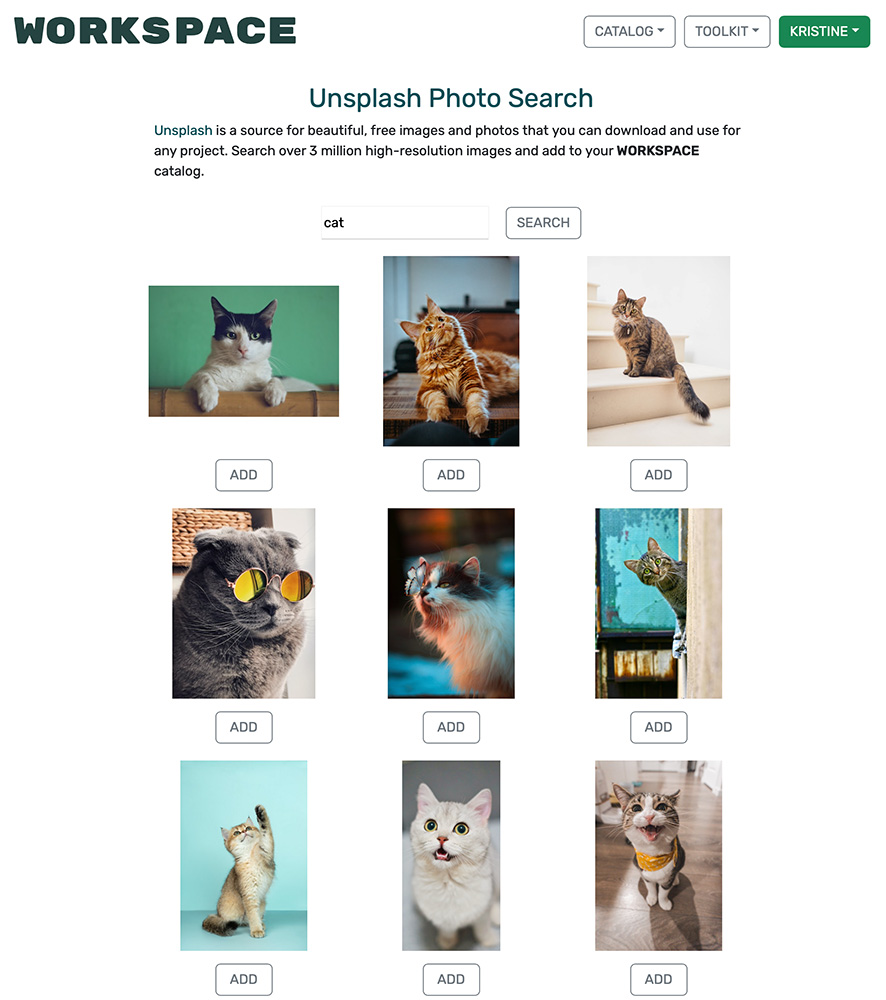 WORKSPACE
CATALOG
TOOLKIT
KRISTINE
Unsplash Photo Search
Unsplash is a source for beautiful, free images and photos that you can download and use for
any project. Search over 3 million high-resolution images and add to your WORKSPACE
catalog.
cat
SEARCH
ADD
ADD
ADD
ADD
ADD
ADD
ADD
ADD
ADD